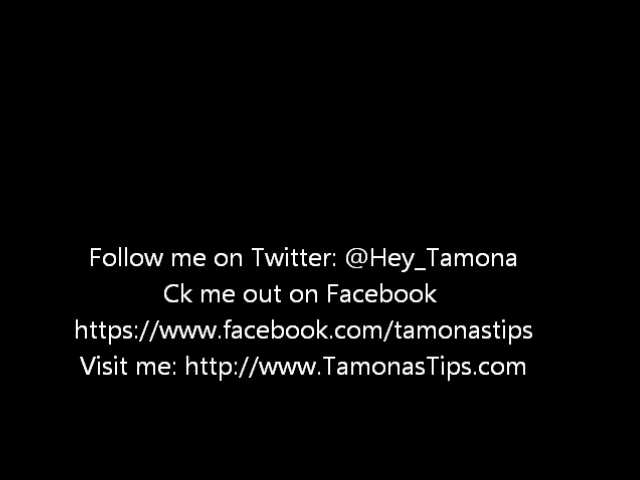 Follow me on Twitter: @Hey_Tamona
Ck me out on Facebook
https://www.facebook.com/tamonastips
Visit me: http://www.TamonasTips.com